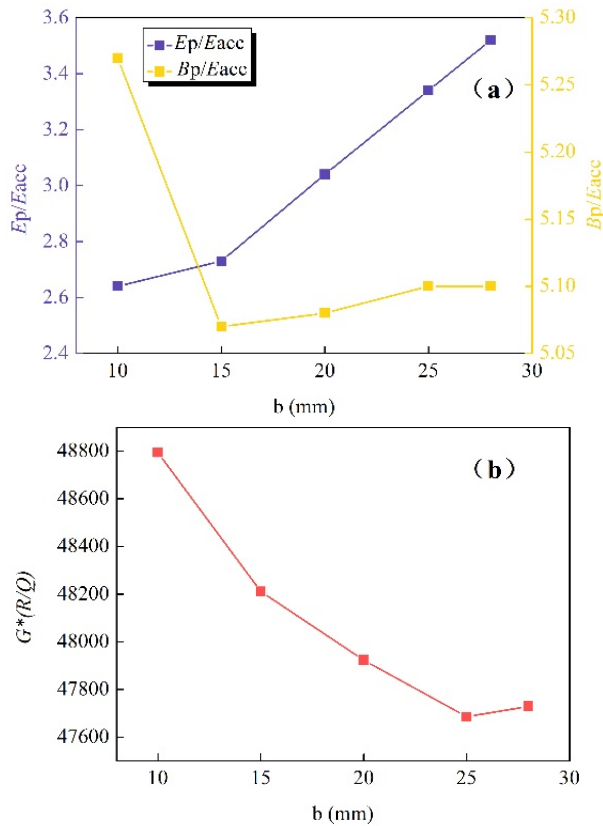 3.6
3.4
3.2
3.0
2.8
2.6
2.4
Ep/Eacc
Ep/Eacc
Bp/Eacc
（a）
5.30
5.25
5.20
5.15
5.10
5.05
Bp/Eacc
10 15 20 25 30
b (mm)
48800
48600
48400
48200
48000
47800
47600
G*(R/Q)
（b）
10 15 20 25 30
b (mm)